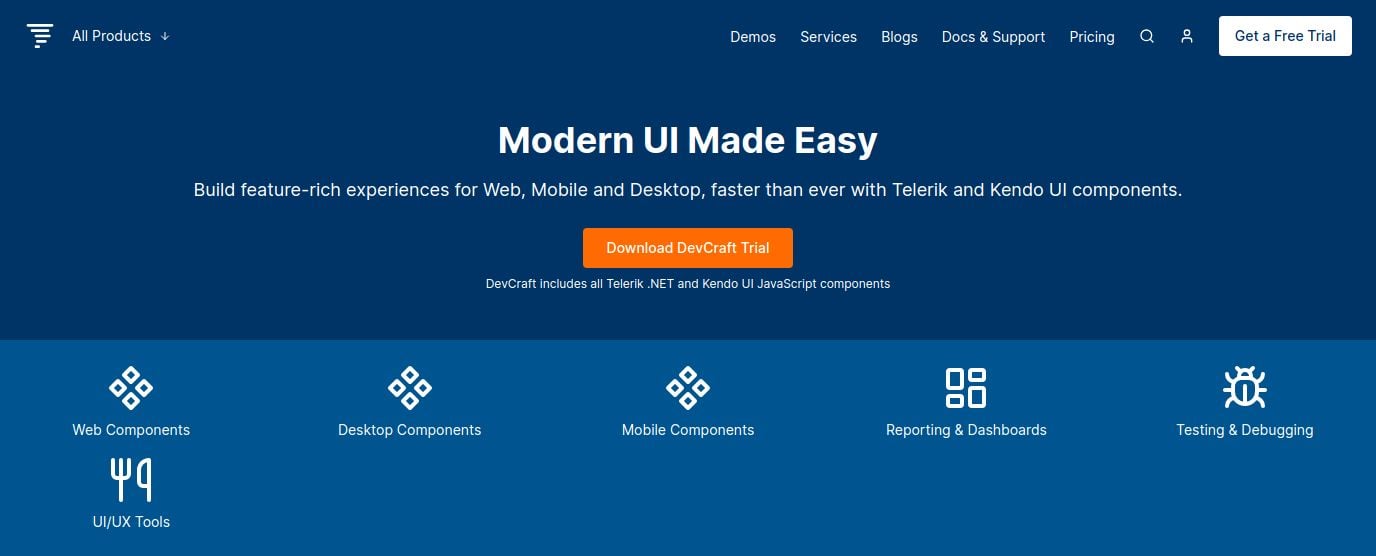 All Products
Demos Services Blogs Docs & Support Pricing Get a Free Trial
Modern UI Made Easy
Build feature-rich experiences for Web, Mobile and Desktop, faster than ever with Telerik and Kendo UI components.
Download DevCraft Trial
DevCraft includes all Telerik .NET and Kendo UI JavaScript components
Web Components Desktop Components Mobile Components Reporting & Dashboards Testing & Debugging
UI/UX Tools